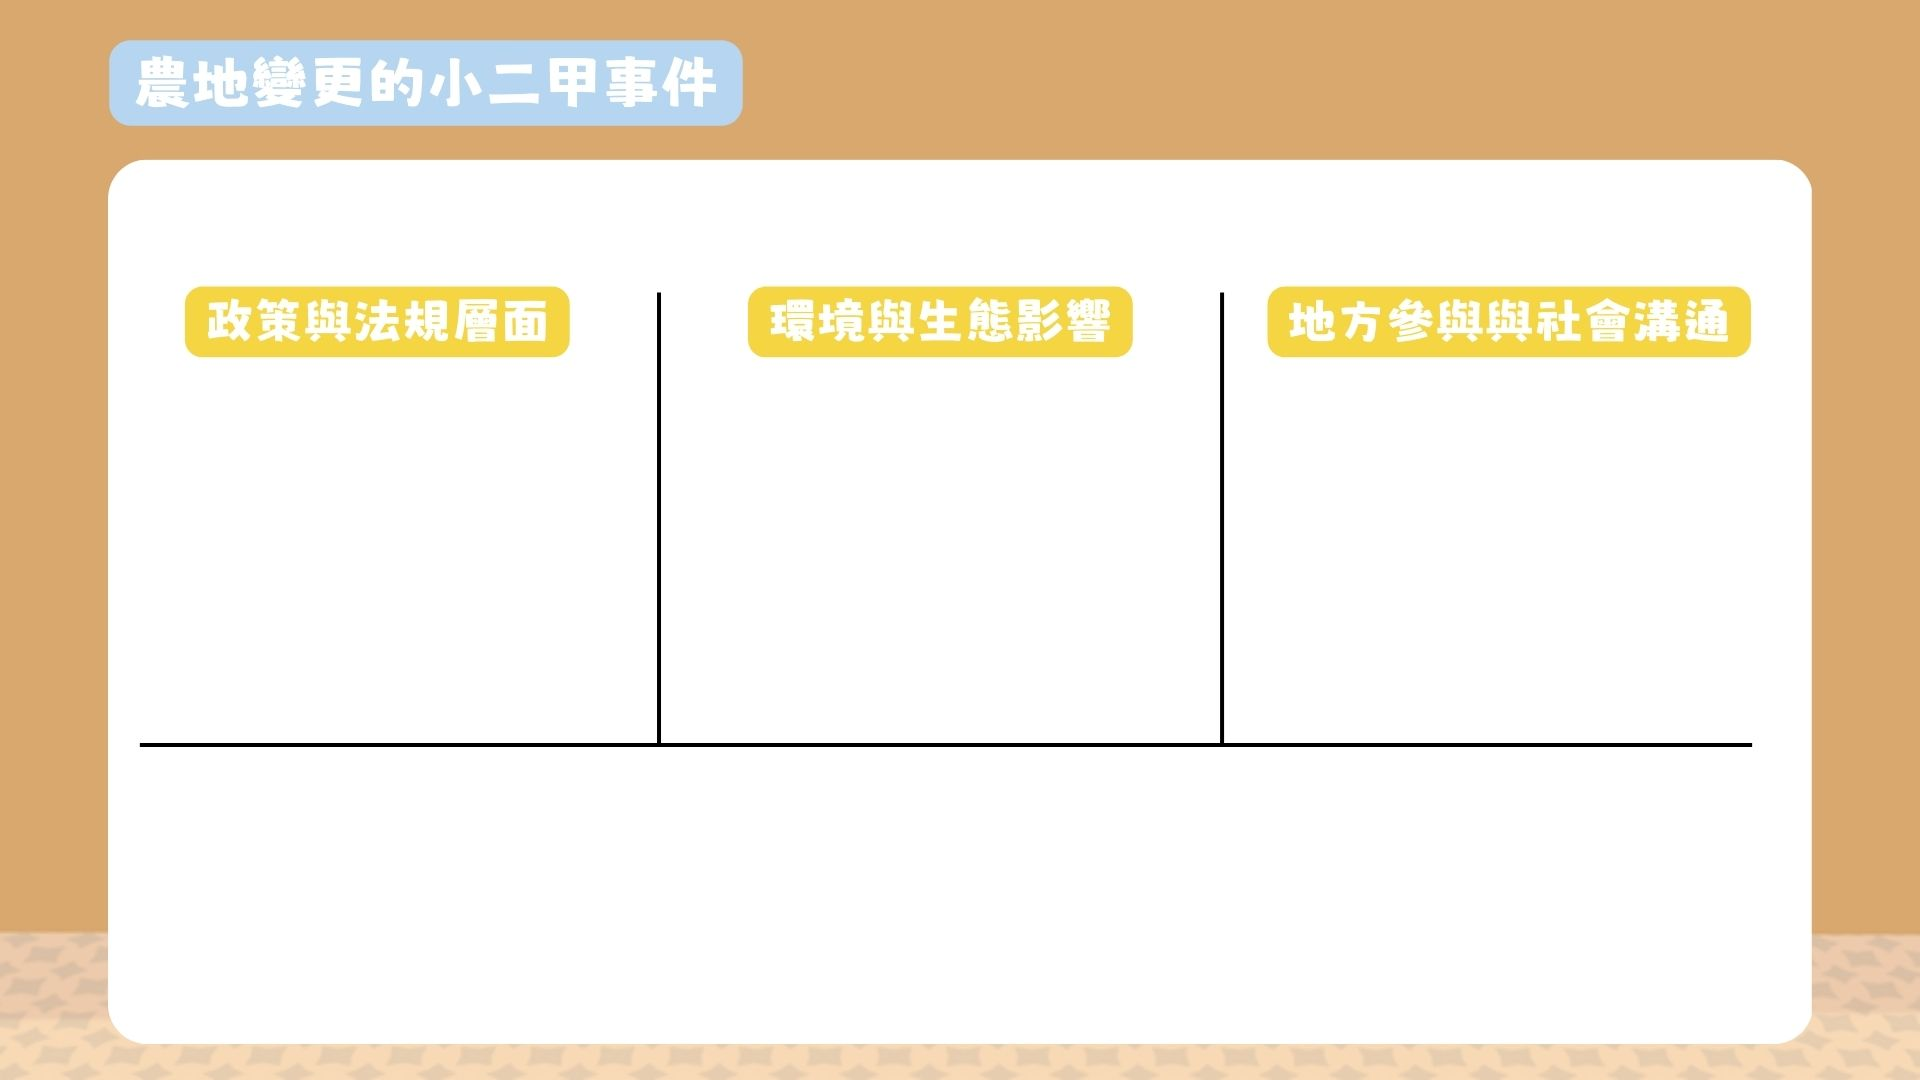 農地變更的小二甲事件
政策與法規層面
環境與生態影響
地方參與與社會溝通